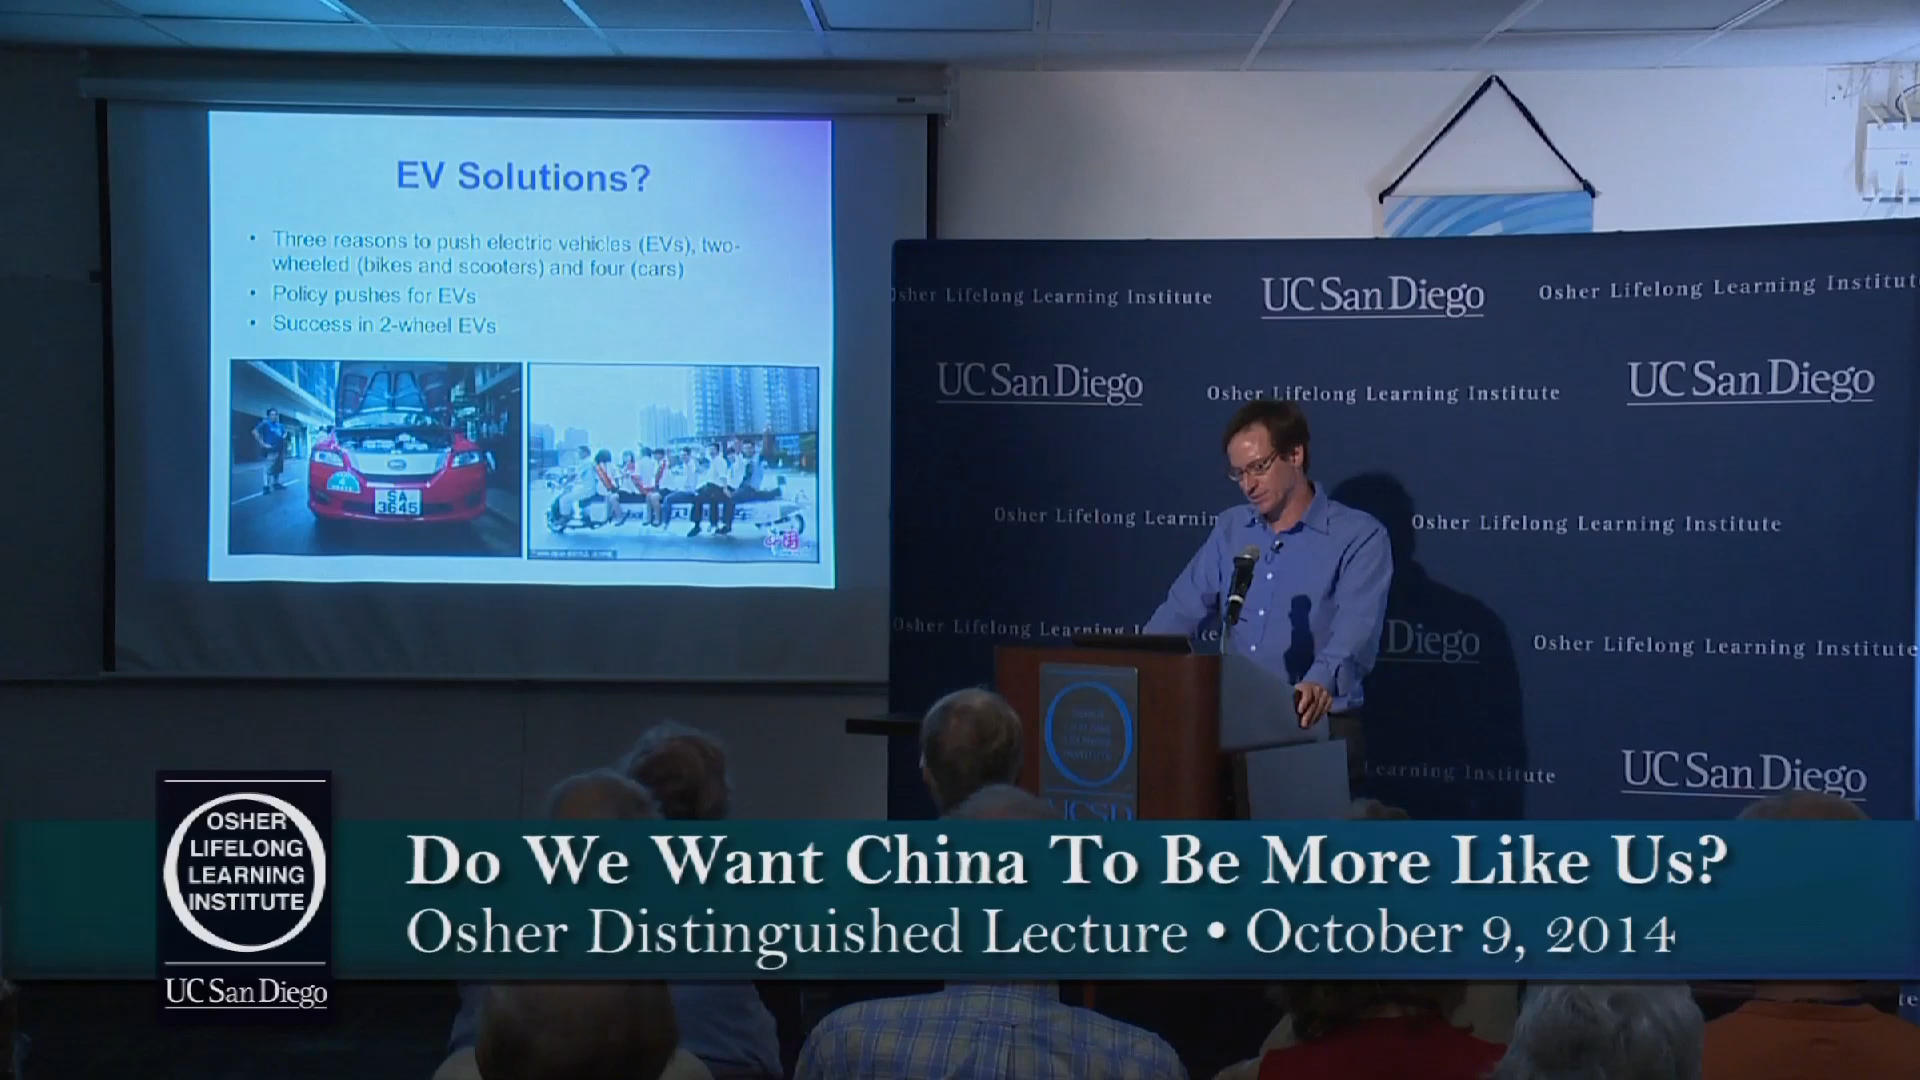 EV Solutions?
• Three reasons to push electric vehicles (EVs), two-
wheeled (bikes and scooters) and four (cars)
• Policy pushes for EVs
• Success in 2-wheel EVs
SA
3645
Osher Lifelong Learning Institute
UC San Diego
Osher Lifelong Learning Institute
UC San Diego
Osher Lifelong Learning Institute
UC San Diego
Osher Lifelong Learning
Osher Lifelong Learning Institute
Osher Lifelong Learning
Diego
Osher Lifelong Learning Institute
Learning Institute
UC San Diego
UCSD
OSHER
LIFELONG
LEARNING
INSTITUTE
UC San Diego
Do We Want China To Be More Like Us?
Osher Distinguished Lecture • October 9, 2014